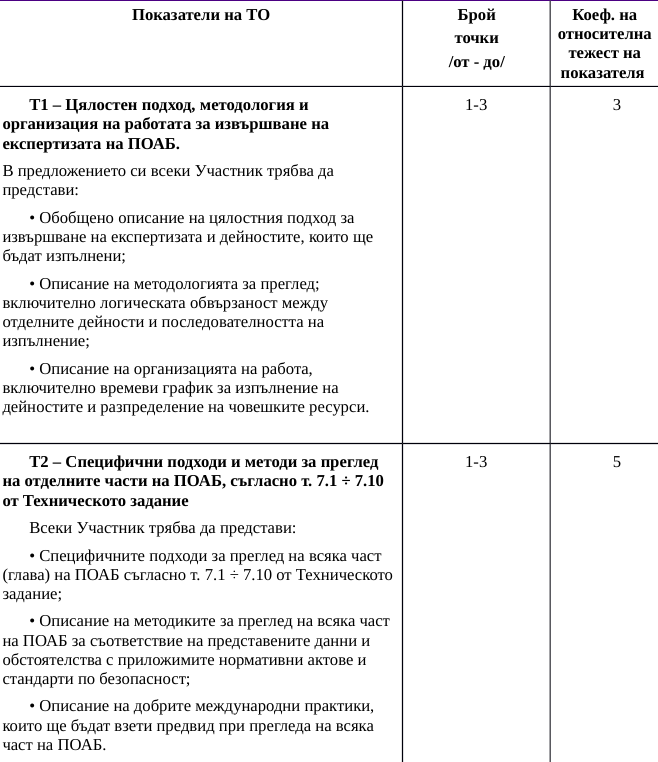 Показатели на ТО
Брой
точки
/от - до/
Коеф. на
относителна
тежест на
показателя
Т1 – Цялостен подход, методология и
организация на работата за извършване на
експертизата на ПОАБ.
1-3
3
В предложението си всеки Участник трябва да
представи:
• Обобщено описание на цялостния подход за
извършване на експертизата и дейностите, които ще
бъдат изпълнени;
• Описание на методологията за преглед;
включително логическата обвързаност между
отделните дейности и последователността на
изпълнение;
• Описание на организацията на работа,
включително времеви график за изпълнение на
дейностите и разпределение на човешките ресурси.
Т2 – Специфични подходи и методи за преглед
на отделните части на ПОАБ, съгласно т. 7.1 ÷ 7.10
от Техническото задание
1-3
5
Всеки Участник трябва да представи:
• Специфичните подходи за преглед на всяка част
(глава) на ПОАБ съгласно т. 7.1 ÷ 7.10 от Техническото
задание;
• Описание на методиките за преглед на всяка част
на ПОАБ за съответствие на представените данни и
обстоятелства с приложимите нормативни актове и
стандарти по безопасност;
• Описание на добрите международни практики,
които ще бъдат взети предвид при прегледа на всяка
част на ПОАБ.